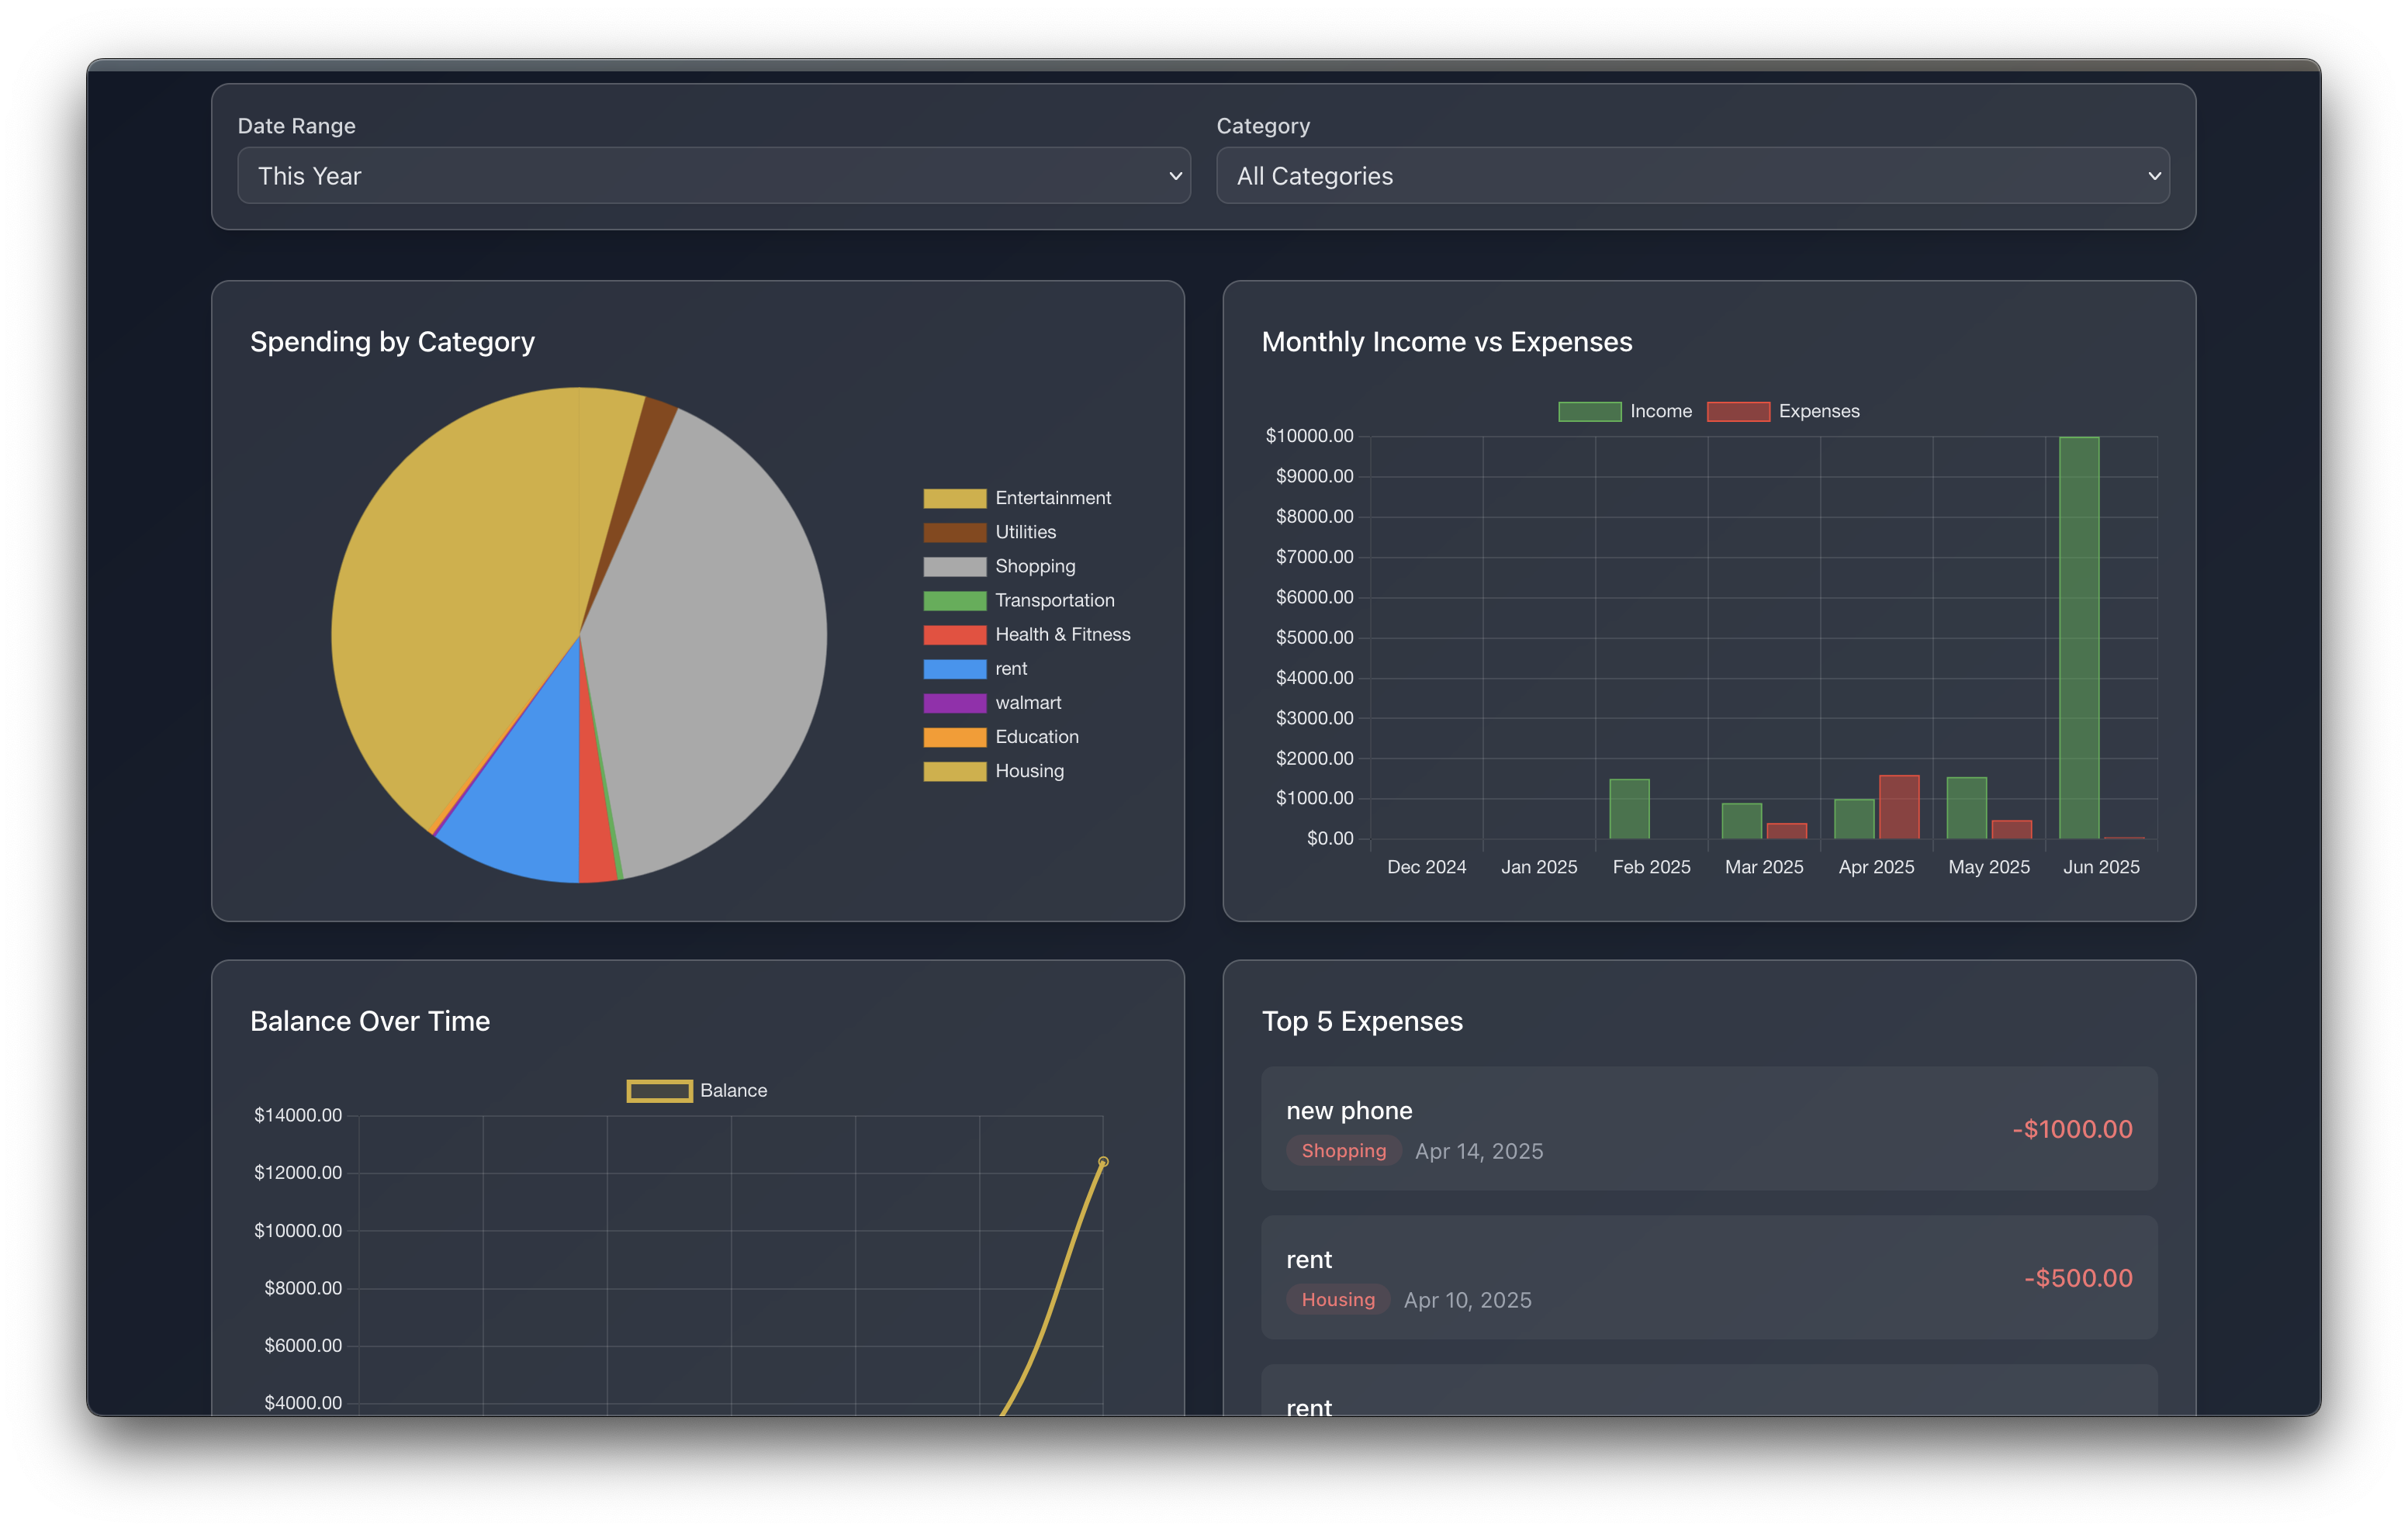 Date Range
This Year
Category
All Categories
Spending by Category
Entertainment
Utilities
Shopping
Transportation
Health & Fitness
rent
walmart
Education
Housing
Monthly Income vs Expenses
Income
Expenses
$10000.00
$9000.00
$8000.00
$7000.00
$6000.00
$5000.00
$4000.00
$3000.00
$2000.00
$1000.00
$0.00
Dec 2024
Jan 2025
Feb 2025
Mar 2025
Apr 2025
May 2025
Jun 2025
Balance Over Time
Balance
$14000.00
$12000.00
$10000.00
$8000.00
$6000.00
$4000.00
Top 5 Expenses
new phone
Shopping Apr 14, 2025
-$1000.00
rent
Housing Apr 10, 2025
-$500.00
rent